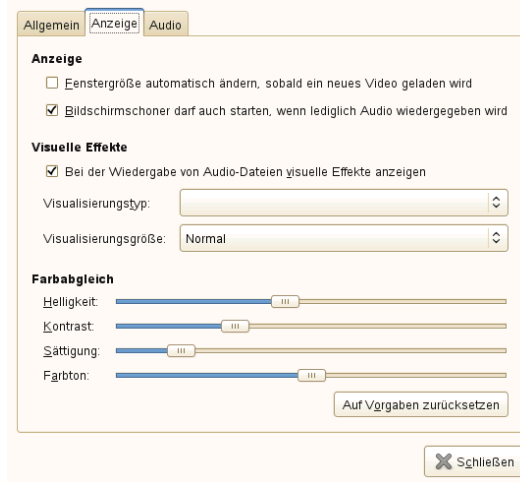 Allgemein Anzeige Audio
Anzeige
Fenstergröße automatisch ändern, sobald ein neues Video geladen wird
Bildschirmschoner darf auch starten, wenn lediglich Audio wiedergegeben wird
Visuelle Effekte
Bei der Wiedergabe von Audio-Dateien visuelle Effekte anzeigen
Visualisierungstyp:
Visualisierungsgröße: Normal
Farbabgleich
Helligkeit:
Kontrast:
Sättigung:
Farbton:
Auf Vorgaben zurücksetzen
Schließen